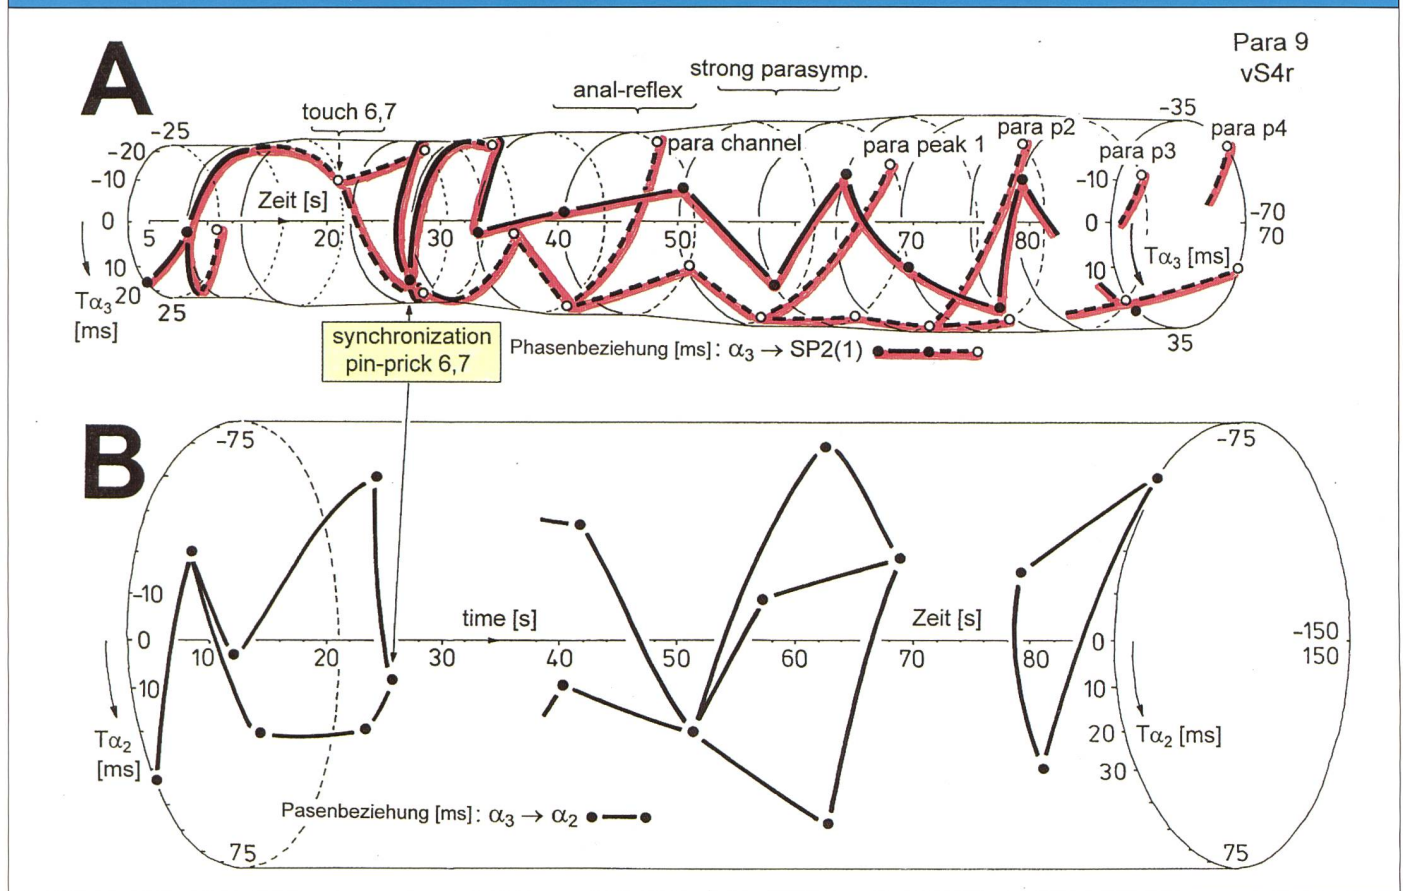 A
Para 9
vS4r
strong parasymp.
anal-reflex
touch 6,7
-35
-25
para channel
para peak 1
para p2
para p3
para p4
-20
-10
0
10
20
Zeit [s]
5
20
30
40
50
70
80
-10
0
10
-70
70
Tα3 [ms]
Tα3
[ms]
25
35
synchronization
pin-prick 6,7
Phasenbeziehung [ms]: α3 → SP2(1)
B
-75
-75
-10
0
10
time [s]
Zeit [s]
10
20
30
40
50
60
70
80
0
10
20
30
-150
150
Tα2
[ms]
Tα2 [ms]
Pasenbeziehung [ms]: α3 → α2
75
75